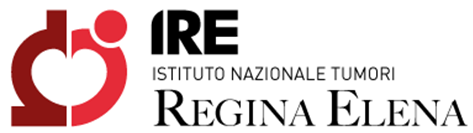 IRE
ISTITUTO NAZIONALE TUMORI
REGINA ELENA